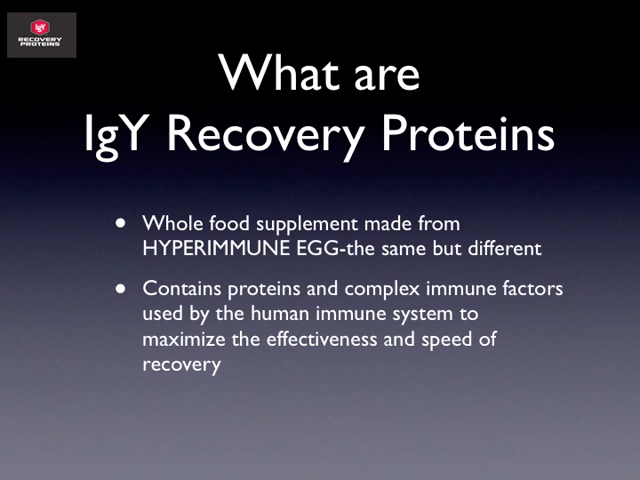 IgY
RECOVERY
PROTEINS
What are
IgY Recovery Proteins
• Whole food supplement made from
HYPERIMMUNE EGG-the same but different
• Contains proteins and complex immune factors
used by the human immune system to
maximize the effectiveness and speed of
recovery